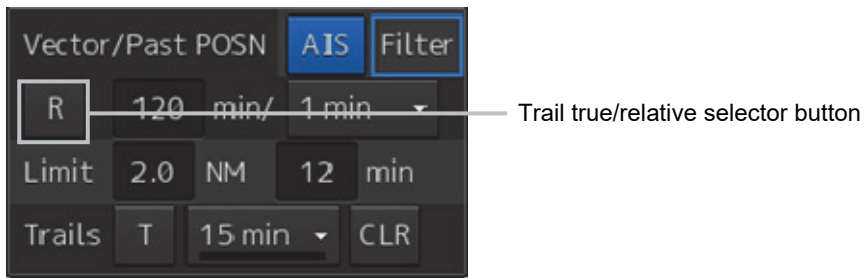 Vector/Past POSN AIS Filter
R 120 min/ 1 min
Trail true/relative selector button
Limit 2.0 NM 12 min
Trails T 15 min CLR